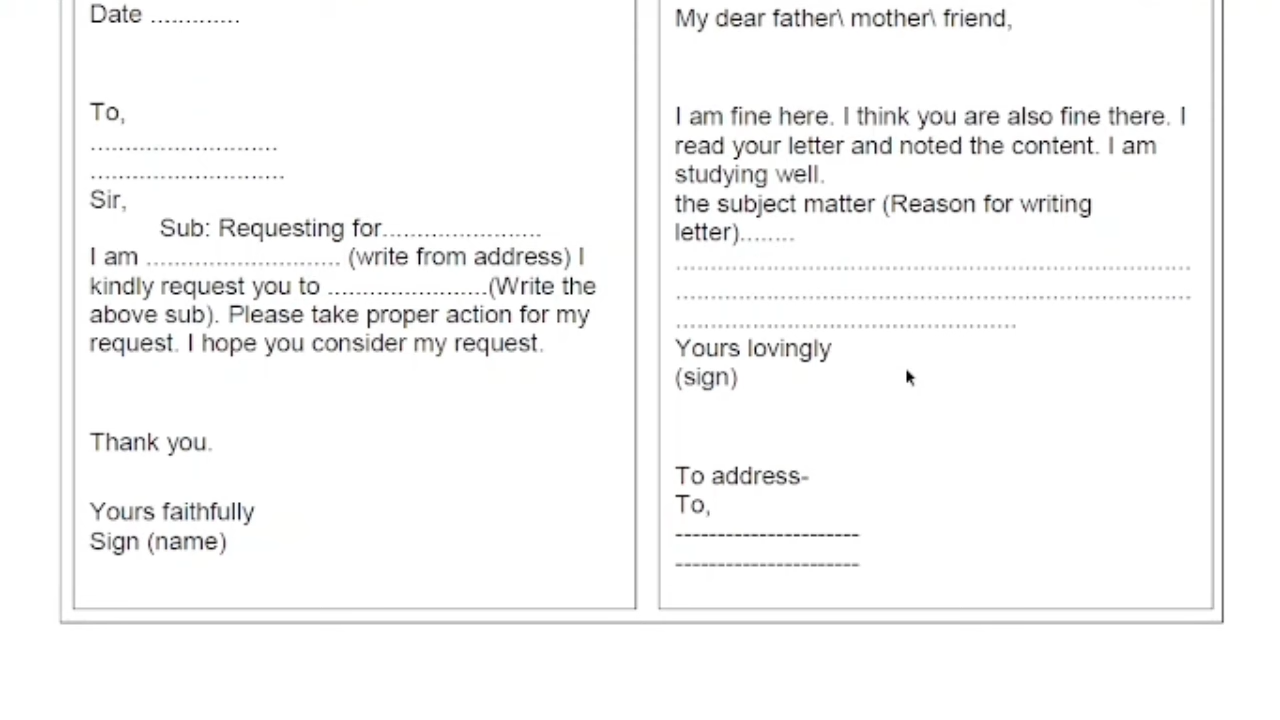 Date .............
To,
...........................
............................
Sir,
Sub: Requesting for.......................
I am ............................ (write from address) I
kindly request you to .......................(Write the
above sub). Please take proper action for my
request. I hope you consider my request.
Thank you.
Yours faithfully
Sign (name)
My dear father\ mother\ friend,
I am fine here. I think you are also fine there. I
read your letter and noted the content. I am
studying well.
the subject matter (Reason for writing
letter)........
...........................................................................
...........................................................................
.................................................
Yours lovingly
(sign)
To address-
To,
----------------------
----------------------